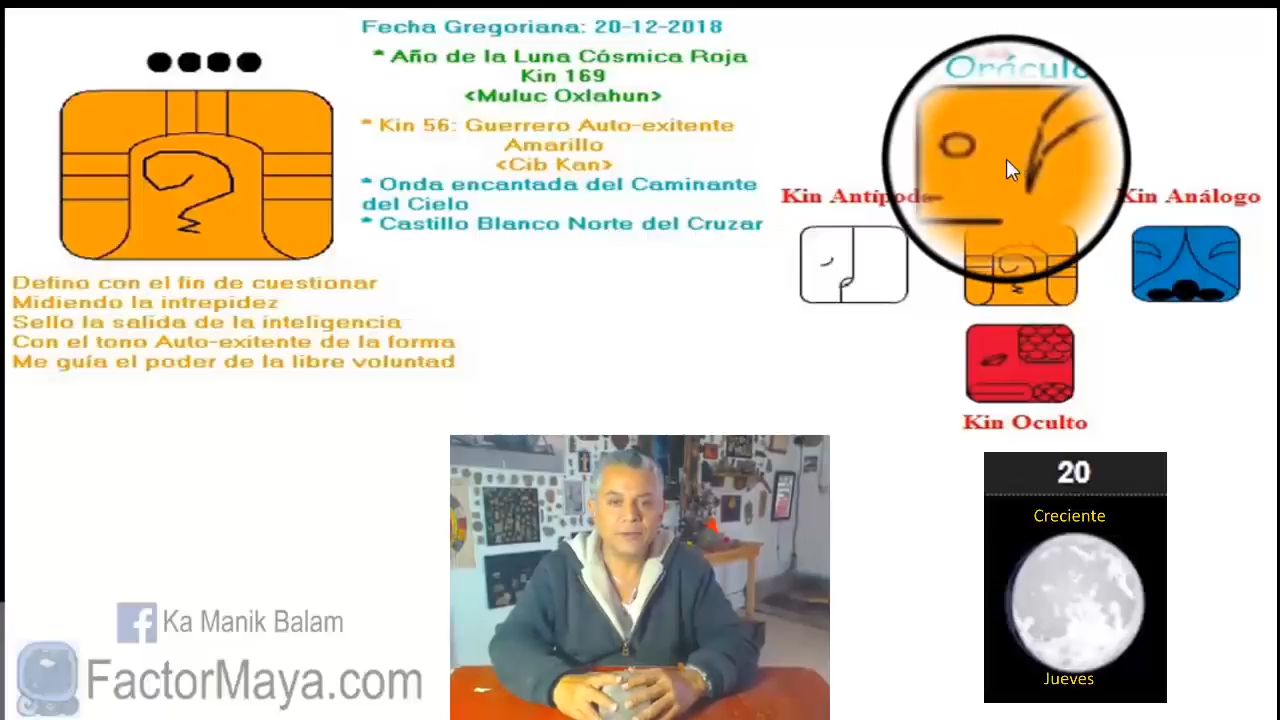 Fecha Gregoriana: 20-12-2018
* Año de la Luna Cósmica Roja
Kin 169
<Muluc Oxlahun>
* Kin 56: Guerrero Auto-exitente
Amarillo
<Cib Kan>
* Onda encantada del Caminante
del Cielo
* Castillo Blanco Norte del Cruzar
Defino con el fin de cuestionar
Midiendo la intrepidez
Sello la salida de la inteligencia
Con el tono Auto-exitente de la forma
Me guía el poder de la libre voluntad
Oráculo
Kin Antípoda
Kin Análogo
Kin Oculto
20
Creciente
Jueves
Ka Manik Balam
FactorMaya.com